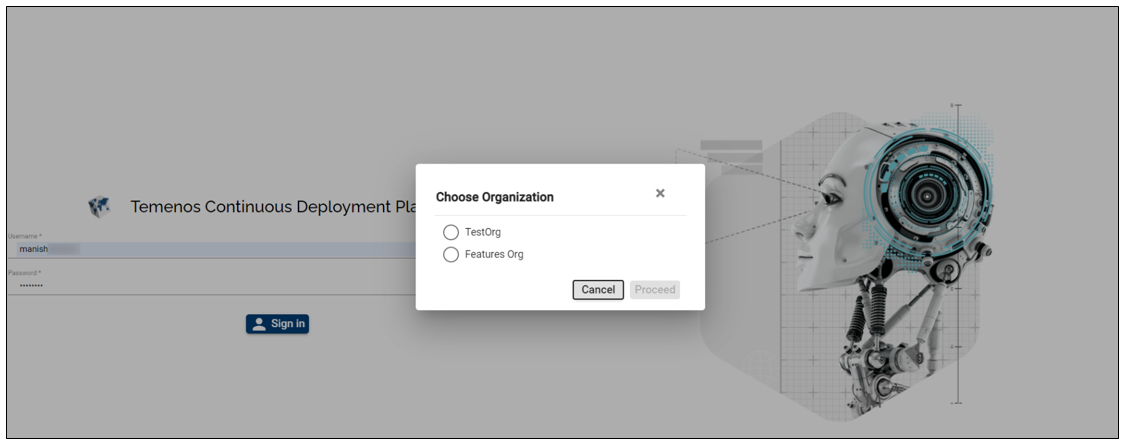 Temenos Continuous Deployment Pla
Username *
manish
Password *
........
Sign in
Choose Organization
×
TestOrg
Features Org
Cancel
Proceed